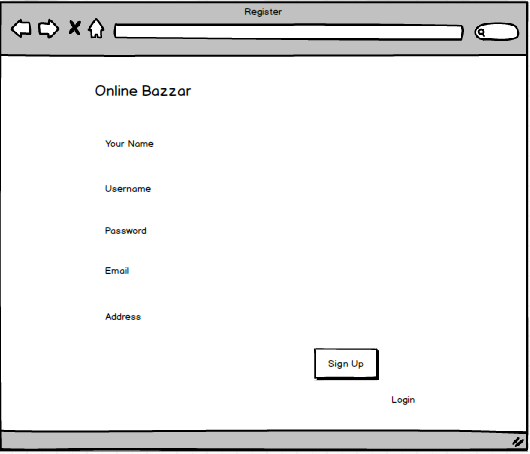 Register
Online Bazzar
Your Name
Username
Password
Email
Address
Sign Up
Login